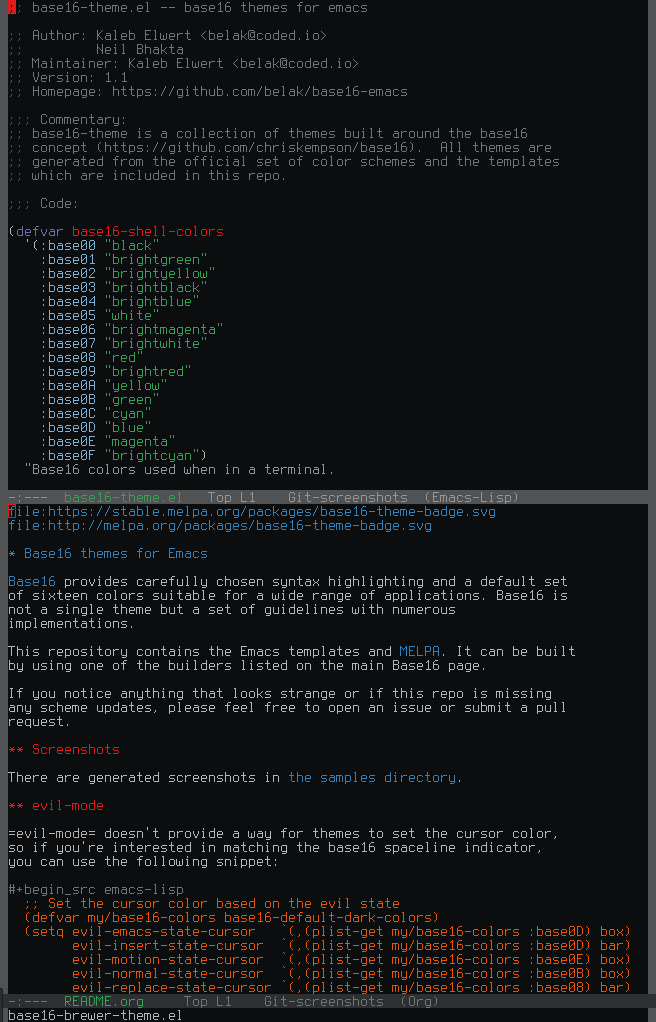 ;; base16-theme.el -- base16 themes for emacs
;; Author: Kaleb Elwert <belak@coded.io>
;;         Neil Bhakta
;; Maintainer: Kaleb Elwert <belak@coded.io>
;; Version: 1.1
;; Homepage: https://github.com/belak/base16-emacs
;;; Commentary:
;; base16-theme is a collection of themes built around the base16
;; concept (https://github.com/chriskempson/base16).  All themes are
;; generated from the official set of color schemes and the templates
;; which are included in this repo.
;;; Code:
(defvar base16-shell-colors
  '(:base00 "black"
    :base01 "brightgreen"
    :base02 "brightyellow"
    :base03 "brightblack"
    :base04 "brightblue"
    :base05 "white"
    :base06 "brightmagenta"
    :base07 "brightwhite"
    :base08 "red"
    :base09 "brightred"
    :base0A "yellow"
    :base0B "green"
    :base0C "cyan"
    :base0D "blue"
    :base0E "magenta"
    :base0F "brightcyan")
  "Base16 colors used when in a terminal.
-:---  base16-theme.el   Top L1    Git-screenshots  (Emacs-Lisp)
file:https://stable.melpa.org/packages/base16-theme-badge.svg
file:http://melpa.org/packages/base16-theme-badge.svg
* Base16 themes for Emacs
Base16 provides carefully chosen syntax highlighting and a default set
of sixteen colors suitable for a wide range of applications. Base16 is
not a single theme but a set of guidelines with numerous
implementations.
This repository contains the Emacs templates and MELPA. It can be built
by using one of the builders listed on the main Base16 page.
If you notice anything that looks strange or if this repo is missing
any scheme updates, please feel free to open an issue or submit a pull
request.
** Screenshots
There are generated screenshots in the samples directory.
** evil-mode
=evil-mode= doesn't provide a way for themes to set the cursor color,
so if you're interested in matching the base16 spaceline indicator,
you can use the following snippet:
#+begin_src emacs-lisp
  ;; Set the cursor color based on the evil state
  (defvar my/base16-colors base16-default-dark-colors)
  (setq evil-emacs-state-cursor   `(,(plist-get my/base16-colors :base0D) box)
        evil-insert-state-cursor  `(,(plist-get my/base16-colors :base0D) bar)
        evil-motion-state-cursor  `(,(plist-get my/base16-colors :base0E) box)
        evil-normal-state-cursor  `(,(plist-get my/base16-colors :base0B) box)
        evil-replace-state-cursor `(,(plist-get my/base16-colors :base08) bar)
-:---  README.org     Top L1    Git-screenshots  (Org)
base16-brewer-theme.el